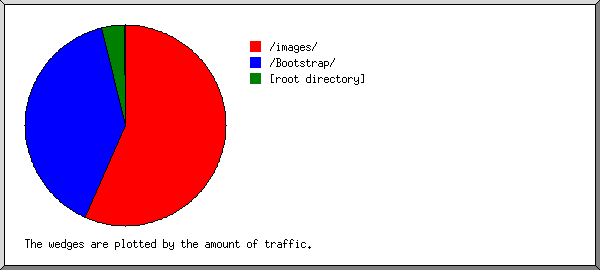 /images/
/Bootstrap/
[root directory]
The wedges are plotted by the amount of traffic.